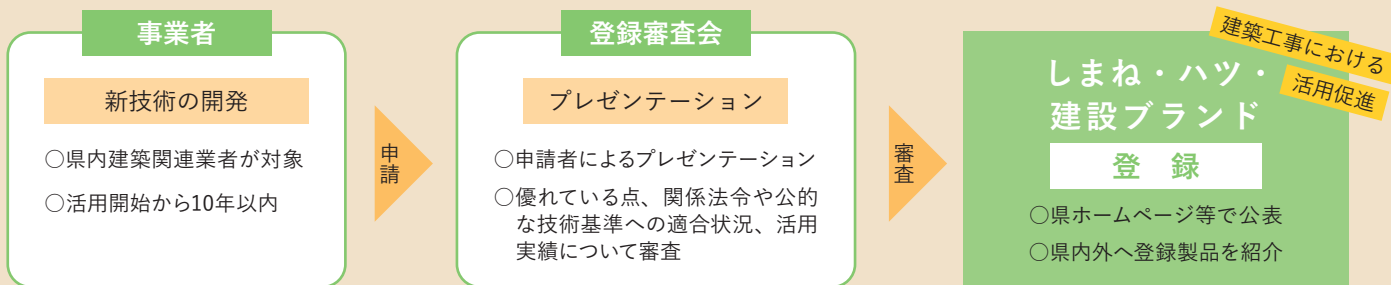 事業者
新技術の開発
○県内建築関連業者が対象
○活用開始から10年以内
申請
登録審査会
プレゼンテーション
○申請者によるプレゼンテーション
○優れている点、関係法令や公的
な技術基準への適合状況、活用
実績について審査
審査
建築工事における
活用促進
しまね・ハツ・
建設ブランド
登 録
○県ホームページ等で公表
○県内外へ登録製品を紹介